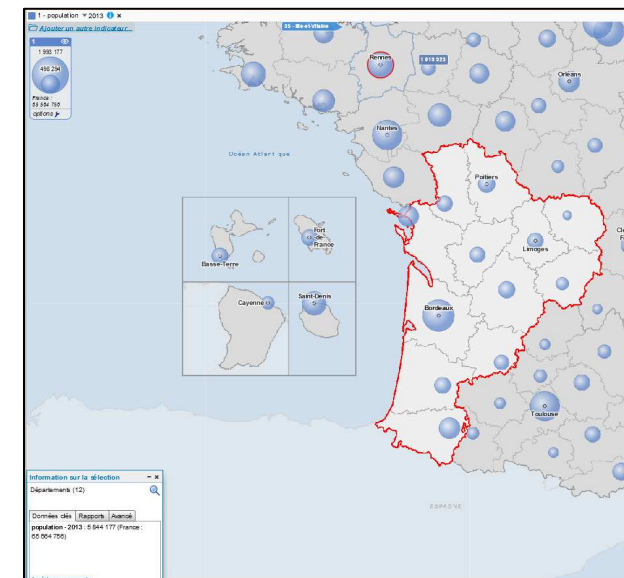 1 - population 2013
Ajouter un autre indicateur...
1
1 993 177
498 294
France :
65 564 756
options
35 - Ille-et-Vilaine
Rennes
1 019 923
Orléans
Nantes
Océan Atlantique
Poitiers
Limoges
Fort
de
France
Basse-Terre
Cayenne
Saint-Denis
Bordeaux
Toulouse
ESPAGNE
Information sur la sélection
Départements (12)
Données clés Rapports Avancé
population - 2013 : 5 844 177 (France :
65 564 756)